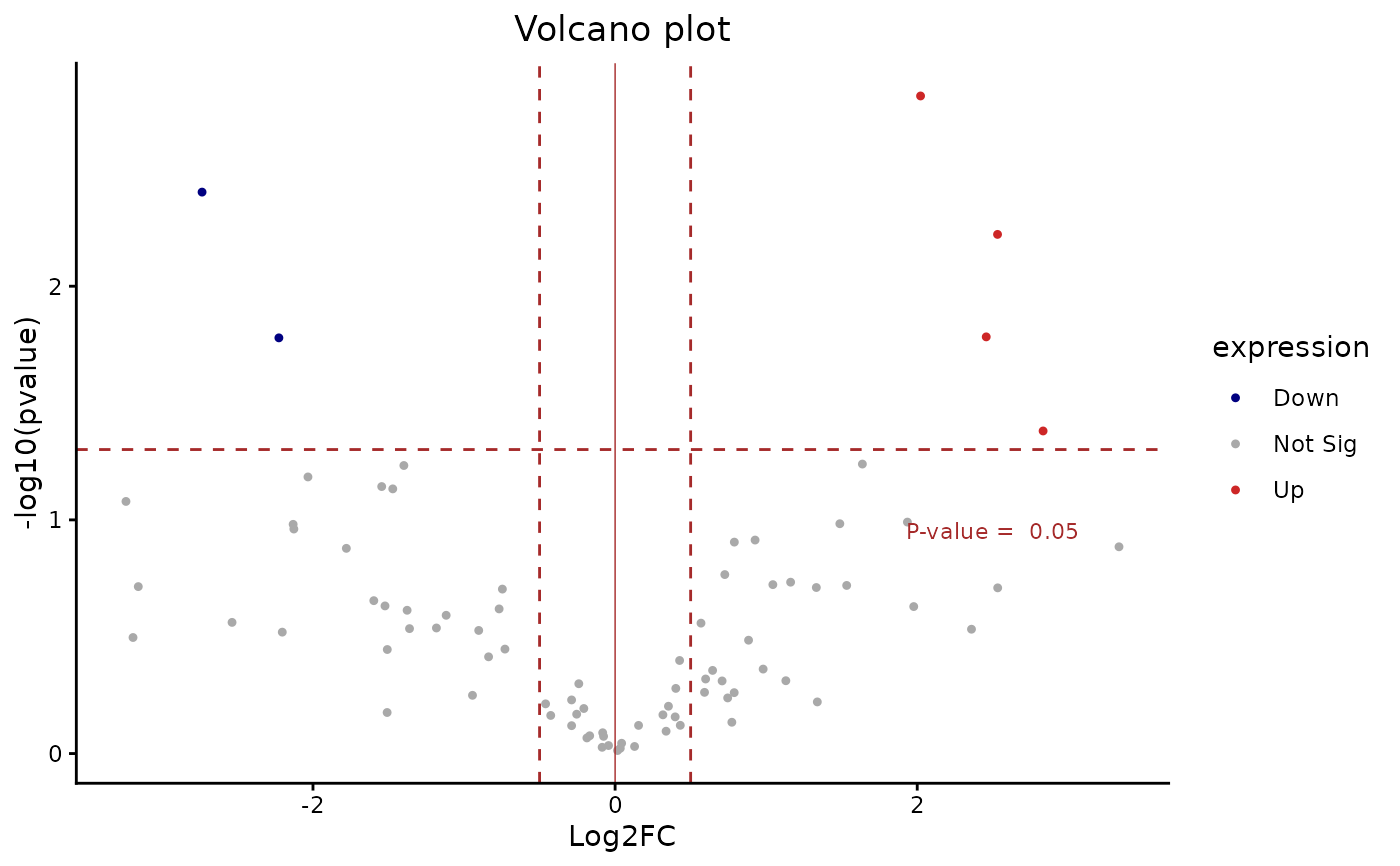 Volcano plot
-log10(pvalue)
2
1
0
P-value =  0.05
-2
0
2
Log2FC
expression
Down
Not Sig
Up